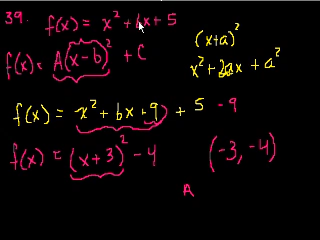 39. f(x) = x² + 6x + 5
(x+a)²
f(x) = A(x-b)² + C
x² + 2ax + a²
f(x) = x² + 6x + 9 + 5 - 9
f(x) = (x+3)² - 4
(-3, -4)
A